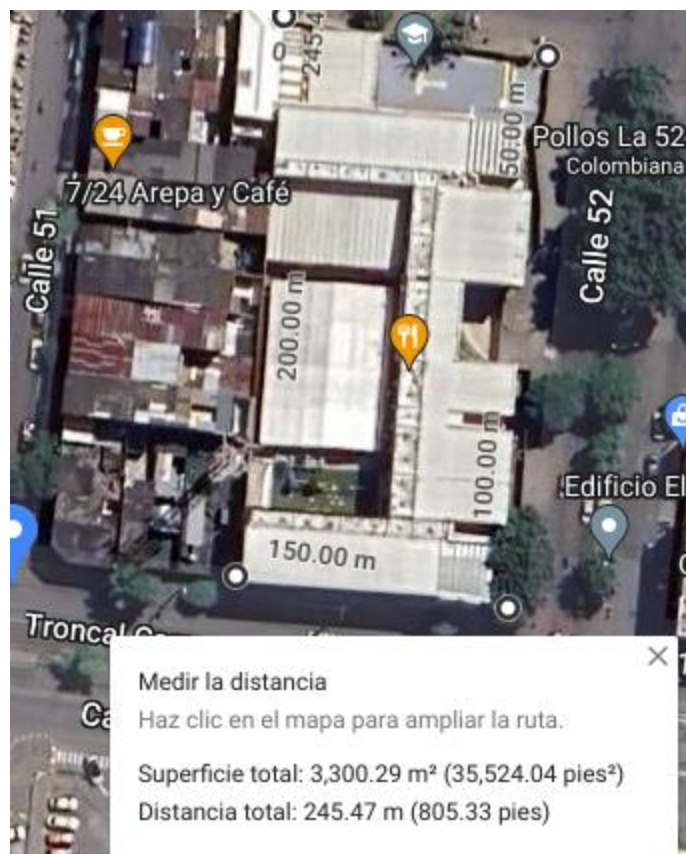 245.4
50.00 m
Pollos La 52
Colombiana
7/24 Arepa y Café
Calle 51
Calle 52
200.00 m
100.00 m
Edificio El
150.00 m
Troncal
Medir la distancia
Haz clic en el mapa para ampliar la ruta.
Superficie total: 3,300.29 m² (35,524.04 pies²)
Distancia total: 245.47 m (805.33 pies)